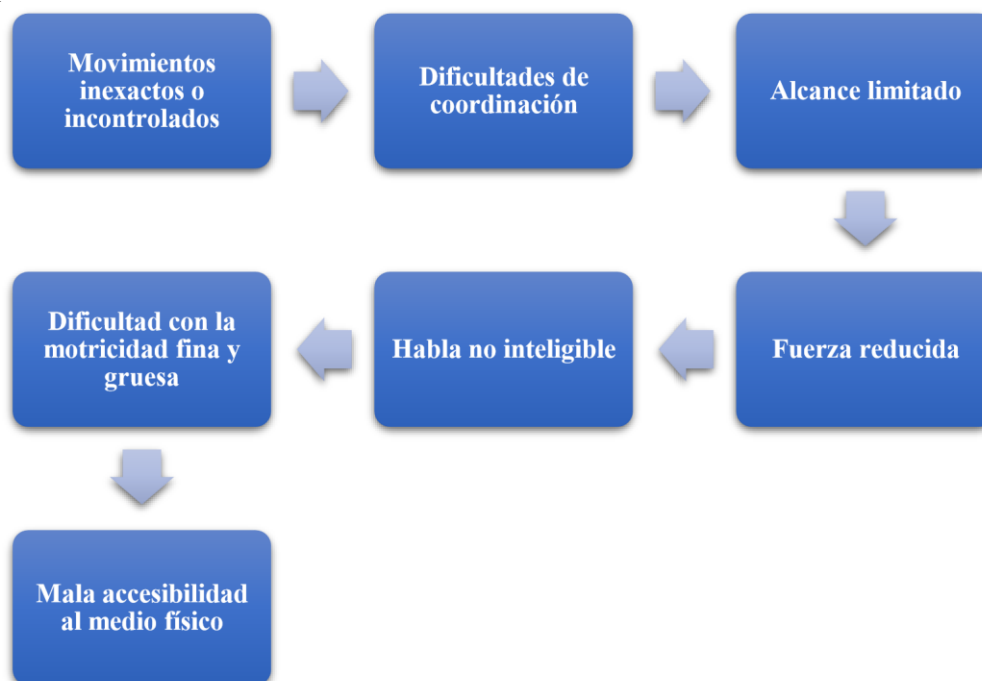 Movimientos
inexactos o
incontrolados
Dificultades de
coordinación
Alcance limitado
Fuerza reducida
Habla no inteligible
Dificultad con la
motricidad fina y
gruesa
Mala accesibilidad
al medio físico